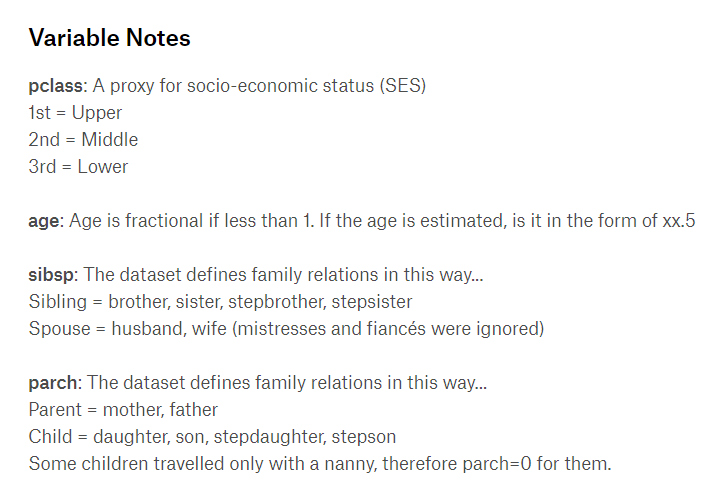 Variable Notes
pclass: A proxy for socio-economic status (SES)
1st = Upper
2nd = Middle
3rd = Lower
age: Age is fractional if less than 1. If the age is estimated, is it in the form of xx.5
sibsp: The dataset defines family relations in this way...
Sibling = brother, sister, stepbrother, stepsister
Spouse = husband, wife (mistresses and fiancés were ignored)
parch: The dataset defines family relations in this way...
Parent = mother, father
Child = daughter, son, stepdaughter, stepson
Some children travelled only with a nanny, therefore parch=0 for them.